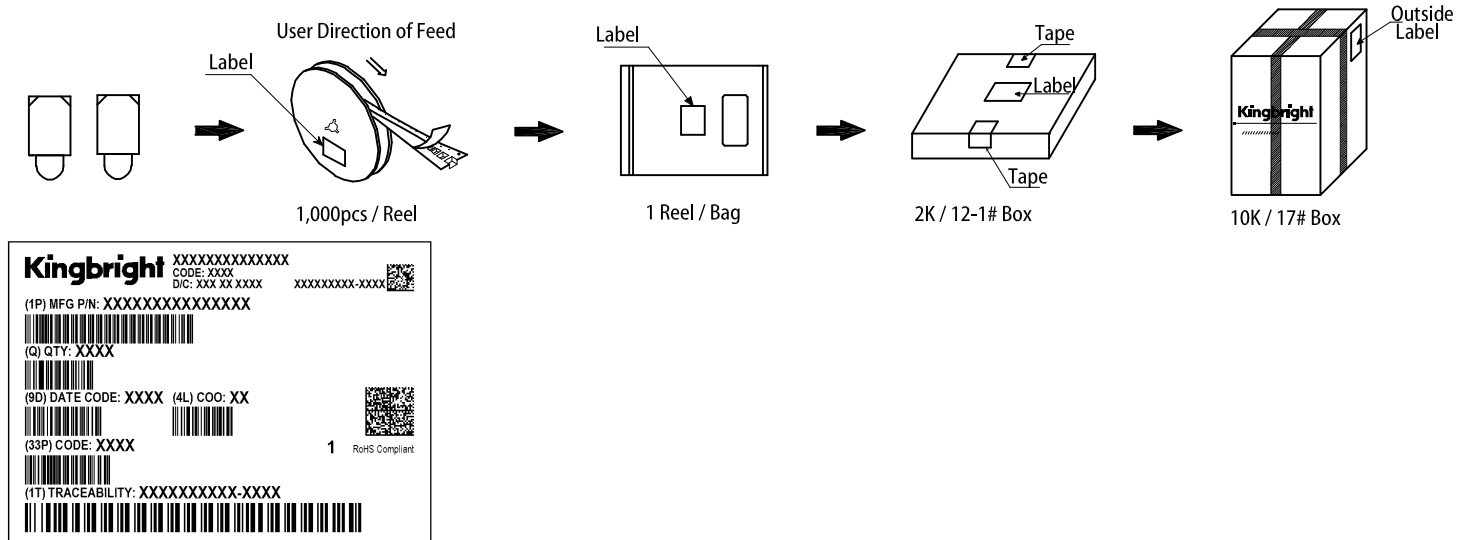 User Direction of Feed
Label
1,000pcs / Reel
Label
1 Reel / Bag
Tape
Label
Tape
2K / 12-1# Box
Outside
Label
Kingbright
10K / 17# Box
Kingbright XXXXXXXXXXXXXX
CODE: XXXX
D/C: XXX XX XXXX XXXXXXXXX-XXXX
(1P) MFG P/N: XXXXXXXXXXXXXXX
(Q) QTY: XXXX
(9D) DATE CODE: XXXX (4L) COO: XX
(33P) CODE: XXXX
1 RoHS Compliant
(1T) TRACEABILITY: XXXXXXXXXX-XXXX